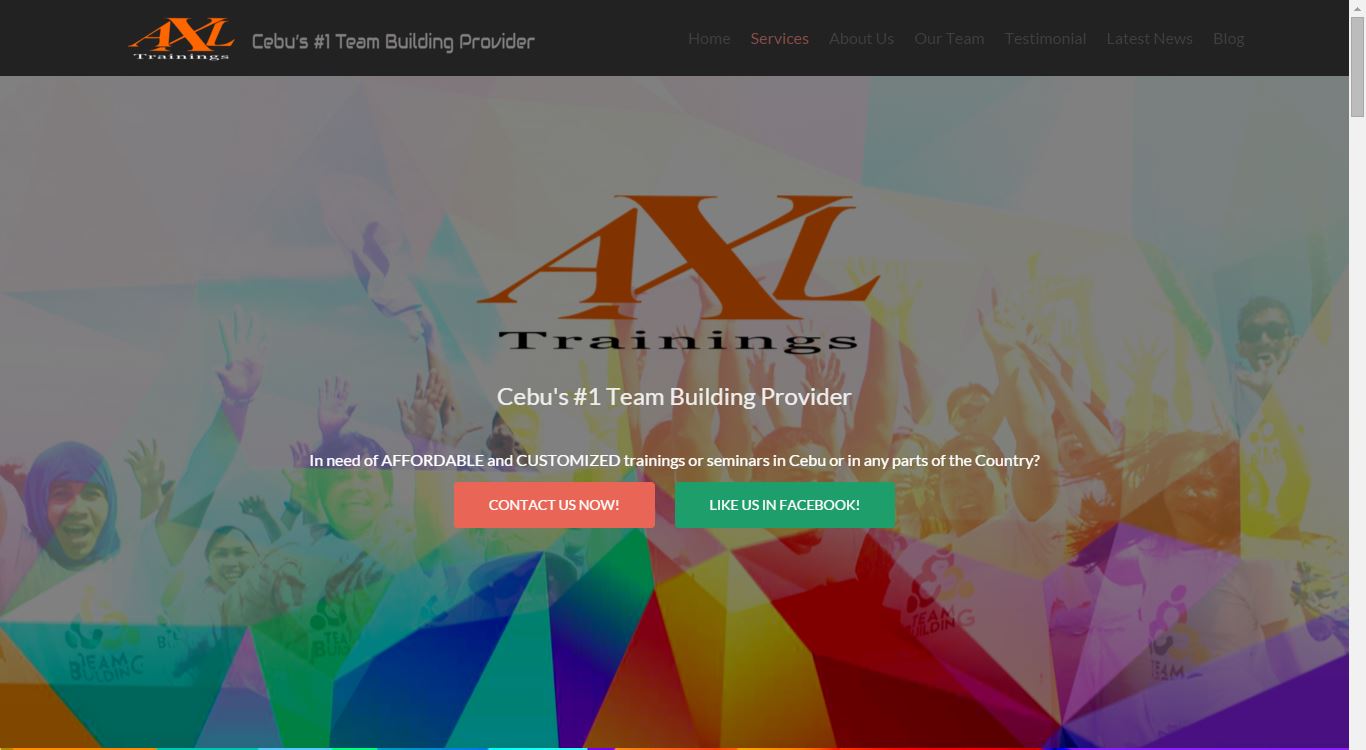 AXL
Trainings
Cebu's #1 Team Building Provider
Home Services About Us Our Team Testimonial Latest News Blog
AXL
Trainings
Cebu's #1 Team Building Provider
In need of AFFORDABLE and CUSTOMIZED trainings or seminars in Cebu or in any parts of the Country?
CONTACT US NOW! LIKE US IN FACEBOOK!
TEAM
BUILDING
TEAM
BUILDING
TEAM
BUILDING
TEAM